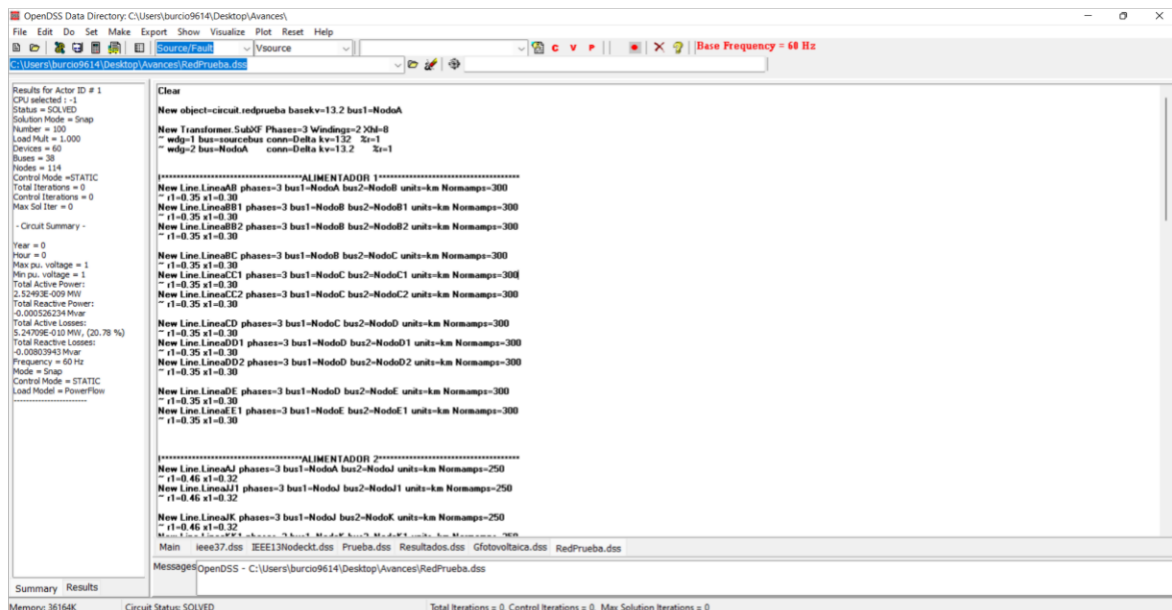 OpenDSS Data Directory: C:\Users\burcio9614\Desktop\Avances\
File Edit Do Set Make Export Show Visualize Plot Reset Help
Source/Fault Vsource C V P Base Frequency = 60 Hz
C:\Users\burcio9614\Desktop\Avances\RedPrueba.dss
Results for Actor ID # 1
CPU selected : -1
Status = SOLVED
Solution Mode = Snap
Number = 100
Load Mult = 1.000
Devices = 60
Buses = 38
Nodes = 114
Control Mode =STATIC
Total Iterations = 0
Control Iterations = 0
Max Sol Iter = 0
- Circuit Summary -
Year = 0
Hour = 0
Max pu. voltage = 1
Min pu. voltage = 1
Total Active Power:
2.52493E-009 MW
Total Reactive Power:
-0.000526234 Mvar
Total Active Losses:
5.24709E-010 MW, (20.78 %)
Total Reactive Losses:
-0.00803943 Mvar
Frequency = 60 Hz
Mode = Snap
Control Mode = STATIC
Load Model = PowerFlow
------------------------
Summary Results
Clear
New object=circuit.redprueba basekv=13.2 bus1=NodoA
New Transformer.SubXF Phases=3 Windings=2 Xhl=8
~ wdg=1 bus=sourcebus conn=Delta kv=132 %r=1
~ wdg=2 bus=NodoA conn=Delta kv=13.2 %r=1
!************************************ALIMENTADOR 1************************************
New Line.LineaAB phases=3 bus1=NodoA bus2=NodoB units=km Normamps=300
~ r1=0.35 x1=0.30
New Line.LineaBB1 phases=3 bus1=NodoB bus2=NodoB1 units=km Normamps=300
~ r1=0.35 x1=0.30
New Line.LineaBB2 phases=3 bus1=NodoB bus2=NodoB2 units=km Normamps=300
~ r1=0.35 x1=0.30
New Line.LineaBC phases=3 bus1=NodoB bus2=NodoC units=km Normamps=300
~ r1=0.35 x1=0.30
New Line.LineaCC1 phases=3 bus1=NodoC bus2=NodoC1 units=km Normamps=300
~ r1=0.35 x1=0.30
New Line.LineaCC2 phases=3 bus1=NodoC bus2=NodoC2 units=km Normamps=300
~ r1=0.35 x1=0.30
New Line.LineaCD phases=3 bus1=NodoC bus2=NodoD units=km Normamps=300
~ r1=0.35 x1=0.30
New Line.LineaDD1 phases=3 bus1=NodoD bus2=NodoD1 units=km Normamps=300
~ r1=0.35 x1=0.30
New Line.LineaDD2 phases=3 bus1=NodoD bus2=NodoD2 units=km Normamps=300
~ r1=0.35 x1=0.30
New Line.LineaDE phases=3 bus1=NodoD bus2=NodoE units=km Normamps=300
~ r1=0.35 x1=0.30
New Line.LineaEE1 phases=3 bus1=NodoE bus2=NodoE1 units=km Normamps=300
~ r1=0.35 x1=0.30
!************************************ALIMENTADOR 2************************************
New Line.LineaAJ phases=3 bus1=NodoA bus2=NodoJ units=km Normamps=250
~ r1=0.46 x1=0.32
New Line.LineaJJ1 phases=3 bus1=NodoJ bus2=NodoJ1 units=km Normamps=250
~ r1=0.46 x1=0.32
New Line.LineaJK phases=3 bus1=NodoJ bus2=NodoK units=km Normamps=250
~ r1=0.46 x1=0.32
Main ieee37.dss IEEE13Nodeckt.dss Prueba.dss Resultados.dss Gfotovoltaica.dss RedPrueba.dss
Messages OpenDSS - C:\Users\burcio9614\Desktop\Avances\RedPrueba.dss
Memory: 36164K Circuit Status: SOLVED Total Iterations = 0, Control Iterations = 0, Max Solution Iterations = 0